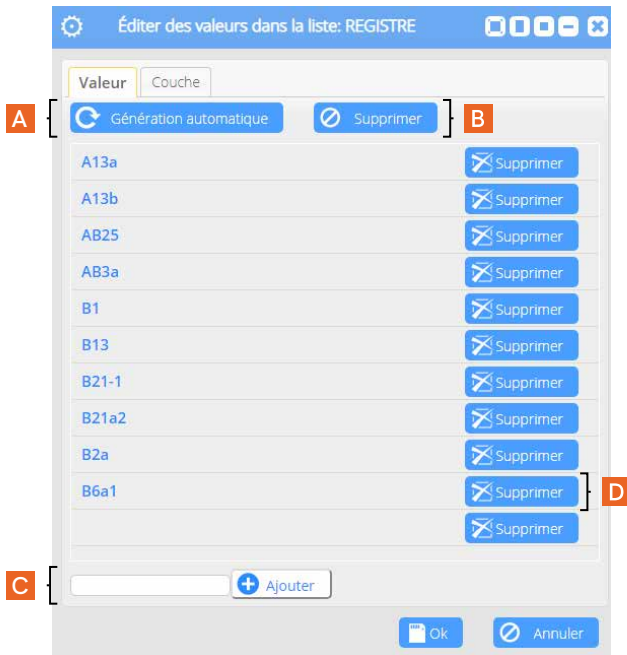 Éditer des valeurs dans la liste: REGISTRE
Valeur Couche
A Génération automatique Supprimer B
A13a Supprimer
A13b Supprimer
AB25 Supprimer
AB3a Supprimer
B1 Supprimer
B13 Supprimer
B21-1 Supprimer
B21a2 Supprimer
B2a Supprimer
B6a1 Supprimer D
Supprimer
C Ajouter
Ok Annuler